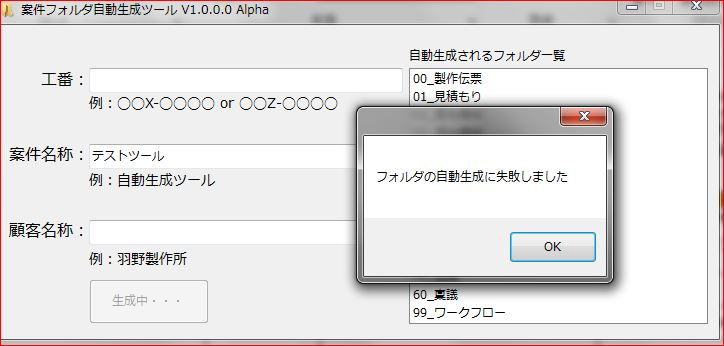 案件フォルダ自動生成ツール V1.0.0.0 Alpha
自動生成されるフォルダ一覧
工番：
例：〇〇X-〇〇〇〇 or 〇〇Z-〇〇〇〇
案件名称：
テストツール
例：自動生成ツール
顧客名称：
例：羽野製作所
生成中・・・
00_製作伝票
01_見積もり
フォルダの自動生成に失敗しました
OK
60_稟議
99_ワークフロー